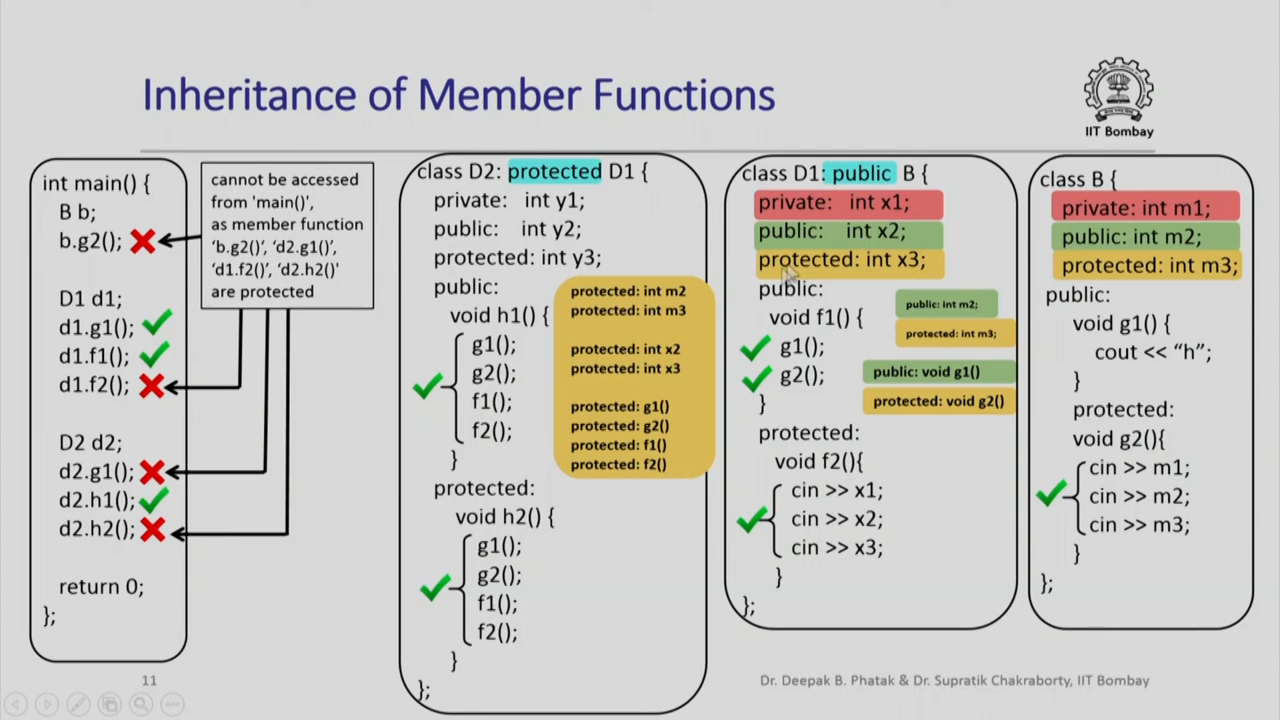 Inheritance of Member Functions
IIT Bombay
int main() {
B b;
b.g2();
D1 d1;
d1.g1();
d1.f1();
d1.f2();
D2 d2;
d2.g1();
d2.h1();
d2.h2();
return 0;
};
cannot be accessed
from 'main()',
as member function
‘b.g2()’, ‘d2.g1()’,
‘d1.f2()’, ‘d2.h2()'
are protected
class D2: protected D1 {
private: int y1;
public: int y2;
protected: int y3;
public:
void h1() {
g1();
g2();
f1();
f2();
}
protected:
void h2() {
g1();
g2();
f1();
f2();
}
};
protected: int m2
protected: int m3
protected: int x2
protected: int x3
protected: g1()
protected: g2()
protected: f1()
protected: f2()
class D1: public B {
private: int x1;
public: int x2;
protected: int x3;
public:
void f1() {
g1();
g2();
}
protected:
void f2(){
cin >> x1;
cin >> x2;
cin >> x3;
}
};
public: int m2;
protected: int m3;
public: void g1()
protected: void g2()
class B {
private: int m1;
public: int m2;
protected: int m3;
public:
void g1() {
cout << “h”;
}
protected:
void g2(){
cin >> m1;
cin >> m2;
cin >> m3;
}
};
11
Dr. Deepak B. Phatak & Dr. Supratik Chakraborty, IIT Bombay